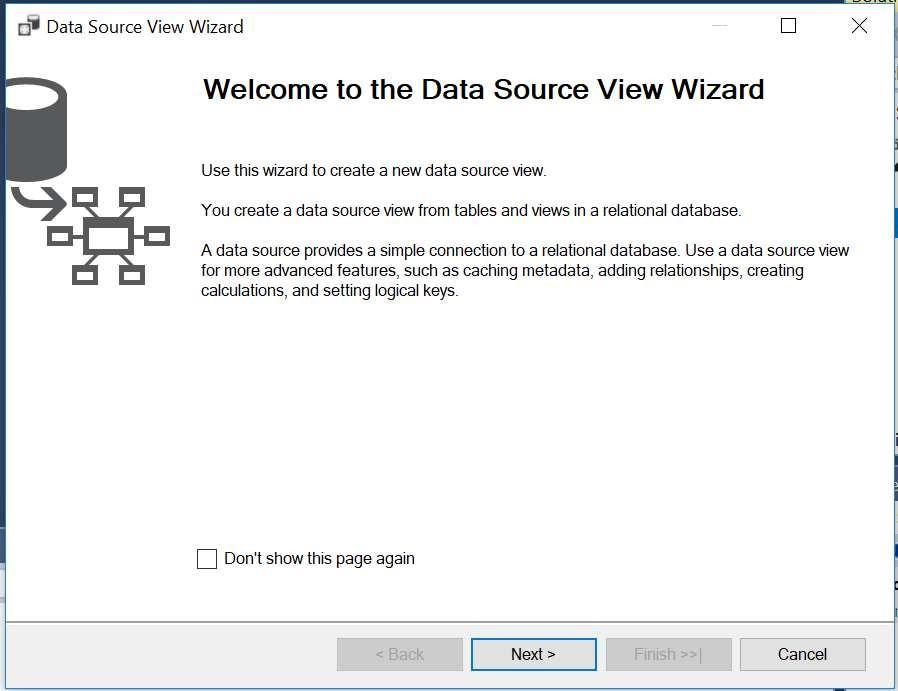 Data Source View Wizard
Welcome to the Data Source View Wizard
Use this wizard to create a new data source view.
You create a data source view from tables and views in a relational database.
A data source provides a simple connection to a relational database. Use a data source view
for more advanced features, such as caching metadata, adding relationships, creating
calculations, and setting logical keys.
Don't show this page again
< Back
Next >
Finish >>|
Cancel